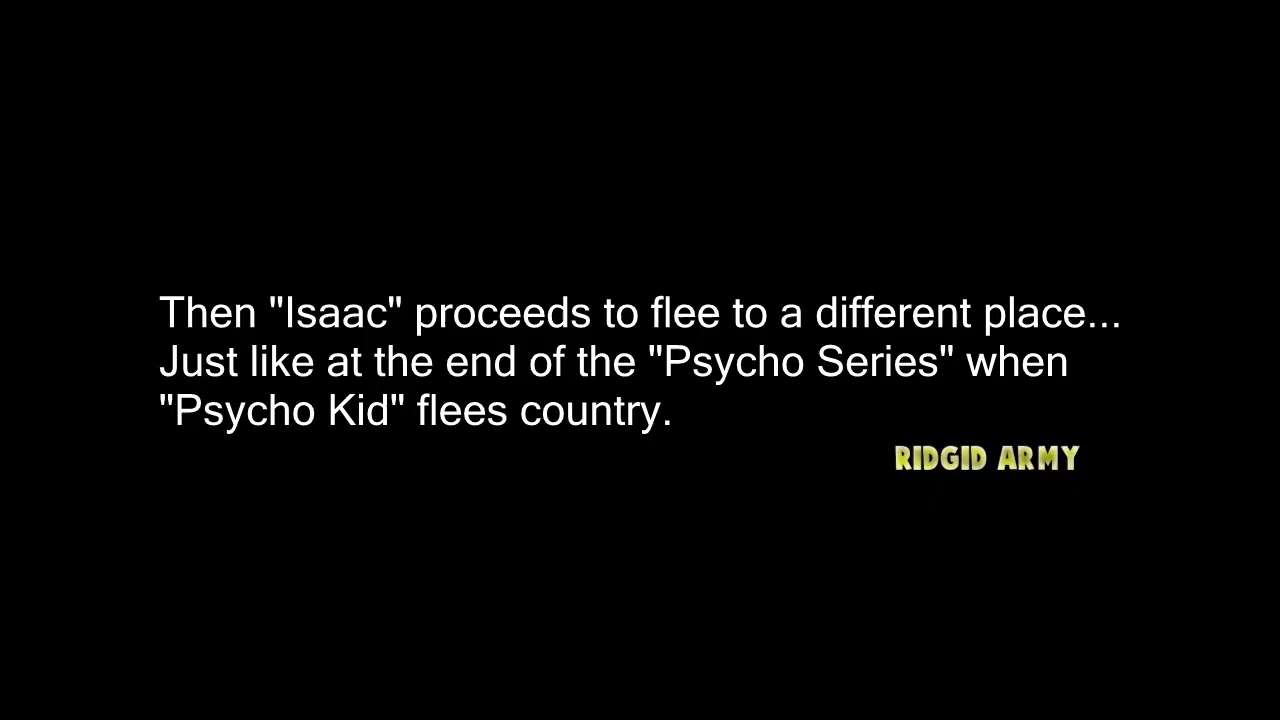 Then "Isaac" proceeds to flee to a different place...
Just like at the end of the "Psycho Series" when
"Psycho Kid" flees country.
RIDGID ARMY